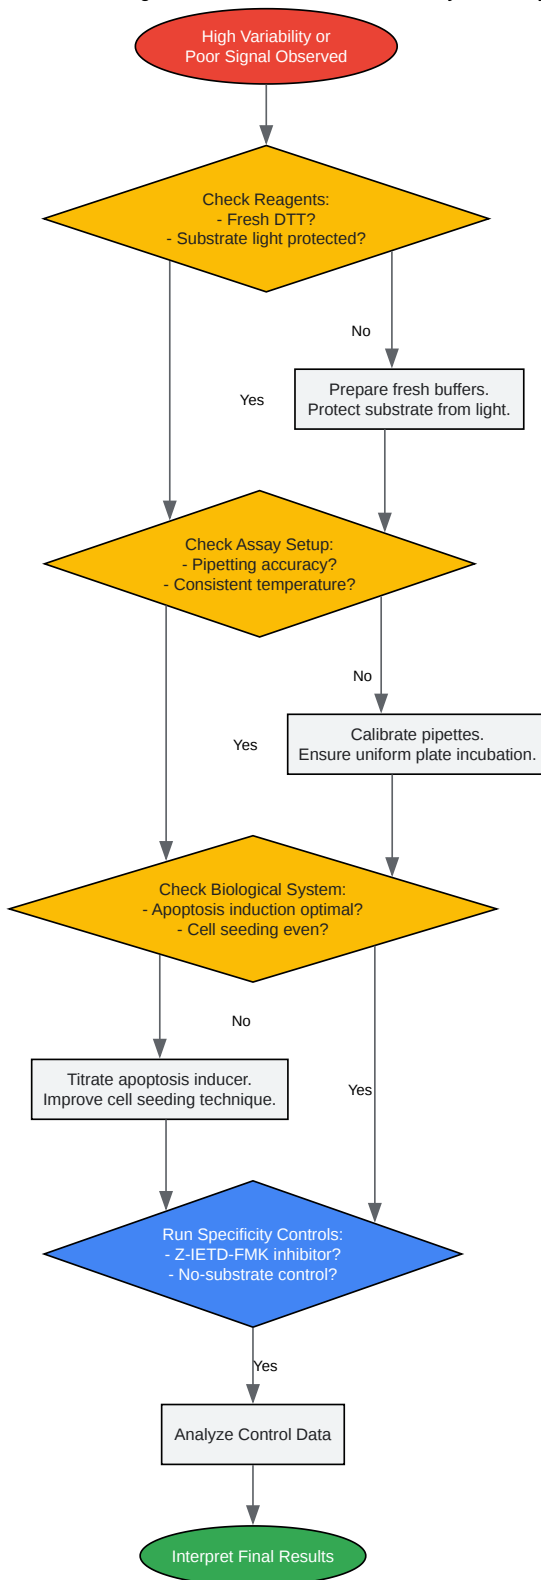 High Variability or
Poor Signal Observed
Check Reagents:
- Fresh DTT?
- Substrate light protected?
No
Yes
Prepare fresh buffers.
Protect substrate from light.
Check Assay Setup:
- Pipetting accuracy?
- Consistent temperature?
No
Yes
Calibrate pipettes.
Ensure uniform plate incubation.
Check Biological System:
- Apoptosis induction optimal?
- Cell seeding even?
No
Titrate apoptosis inducer.
Improve cell seeding technique.
Yes
Run Specificity Controls:
- Z-IETD-FMK inhibitor?
- No-substrate control?
Yes
Analyze Control Data
Interpret Final Results